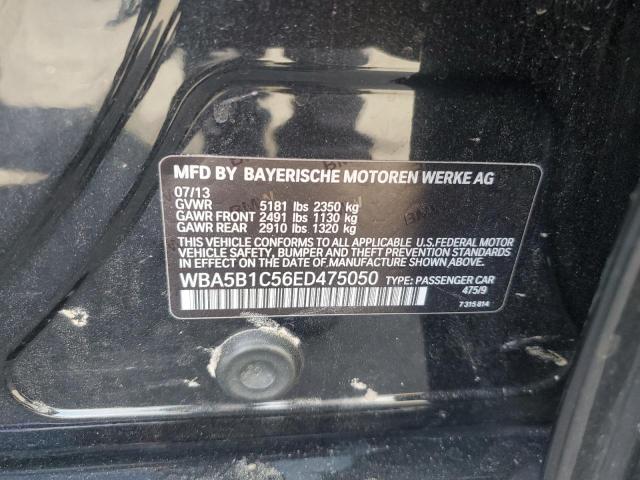 MFD BY BAYERISCHE MOTOREN WERKE AG
07/13
GVWR 5181 lbs 2350 kg
GAWR FRONT 2491 lbs 1130 kg
GAWR REAR 2910 lbs 1320 kg
THIS VEHICLE CONFORMS TO ALL APPLICABLE U.S.FEDERAL MOTOR
VEHICLE SAFETY, BUMPER AND THEFT PREVENTION STANDARDS
IN EFFECT ON THE DATE OF MANUFACTURE SHOWN ABOVE.
WBA5B1C56ED475050 TYPE: PASSENGER CAR
475/9
7 315 814